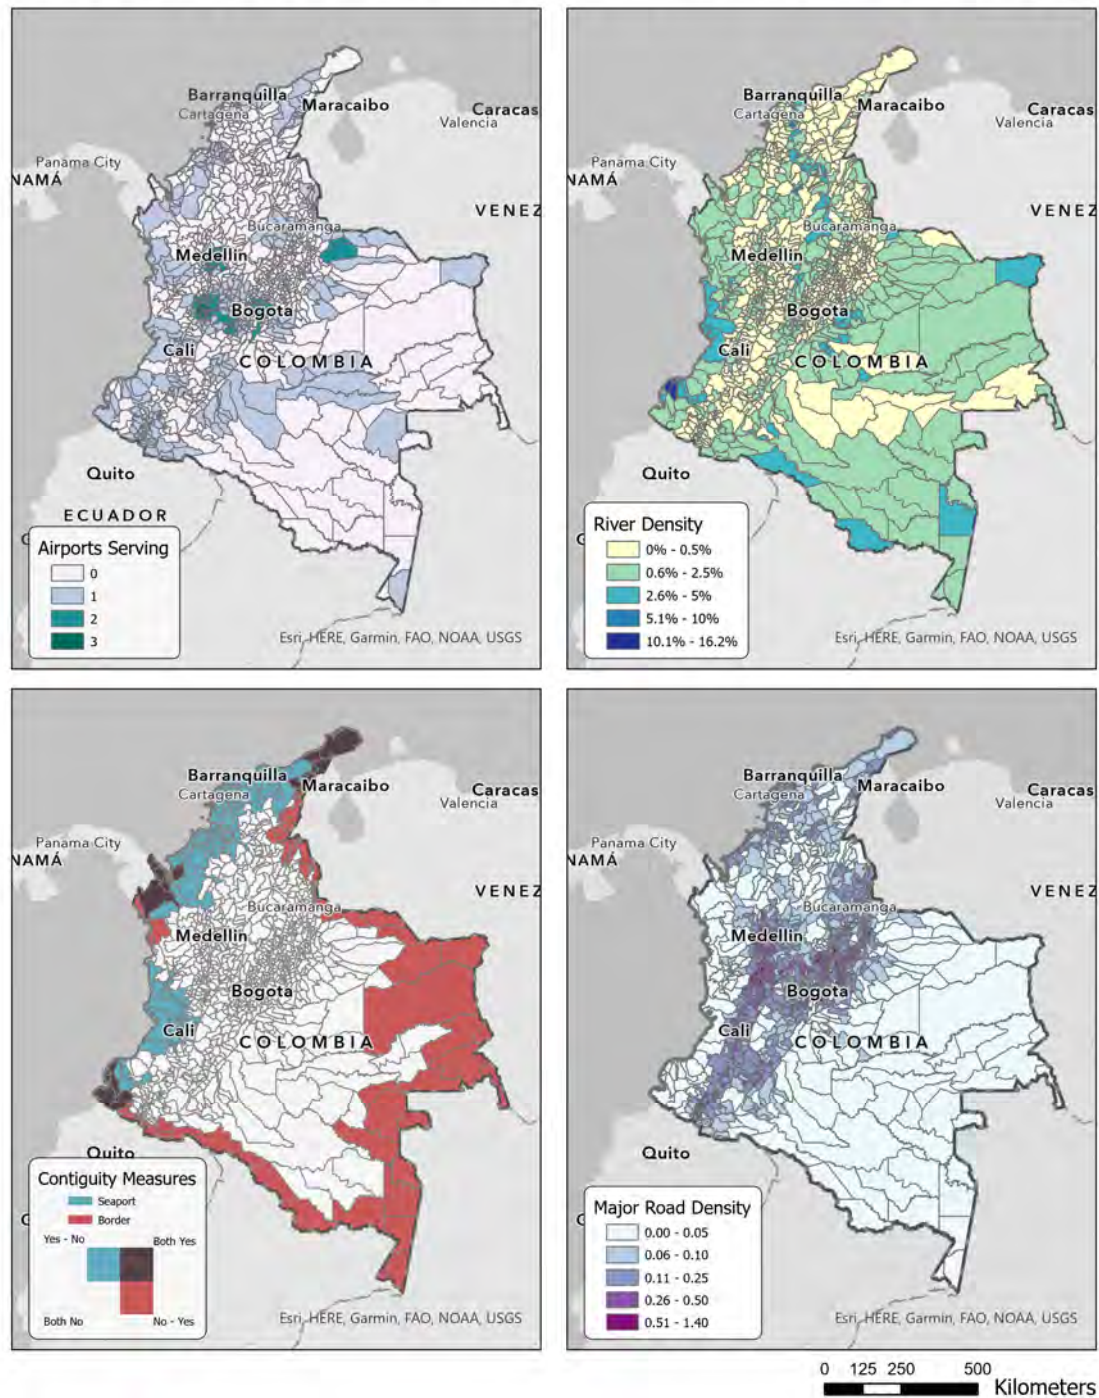 Barranquilla
Cartagena
Maracaibo
Caracas
Valencia
Panama City
NAMÁ
VENEZ
Bucaramanga
Medellin
Bogota
Cali
COLOMBIA
Quito
ECUADOR
Airports Serving
0
1
2
3
Esri, HERE, Garmin, FAO, NOAA, USGS
Barranquilla
Cartagena
Maracaibo
Caracas
Valencia
Panama City
NAMÁ
VENEZ
Bucaramanga
Medellin
Bogota
Cali
COLOMBIA
Quito
River Density
0% - 0.5%
0.6% - 2.5%
2.6% - 5%
5.1% - 10%
10.1% - 16.2%
Esri, HERE, Garmin, FAO, NOAA, USGS
Barranquilla
Cartagena
Maracaibo
Caracas
Valencia
Panama City
NAMÁ
VENEZ
Bucaramanga
Medellin
Bogota
Cali
COLOMBIA
Quito
Contiguity Measures
Seaport
Border
Yes - No
Both Yes
Both No
No - Yes
Esri, HERE, Garmin, FAO, NOAA, USGS
Barranquilla
Cartagena
Maracaibo
Caracas
Valencia
Panama City
NAMÁ
VENEZ
Bucaramanga
Medellin
Bogota
Cali
COLOMBIA
Quito
Major Road Density
0.00 - 0.05
0.06 - 0.10
0.11 - 0.25
0.26 - 0.50
0.51 - 1.40
Esri, HERE, Garmin, FAO, NOAA, USGS
0 125 250 500
Kilometers